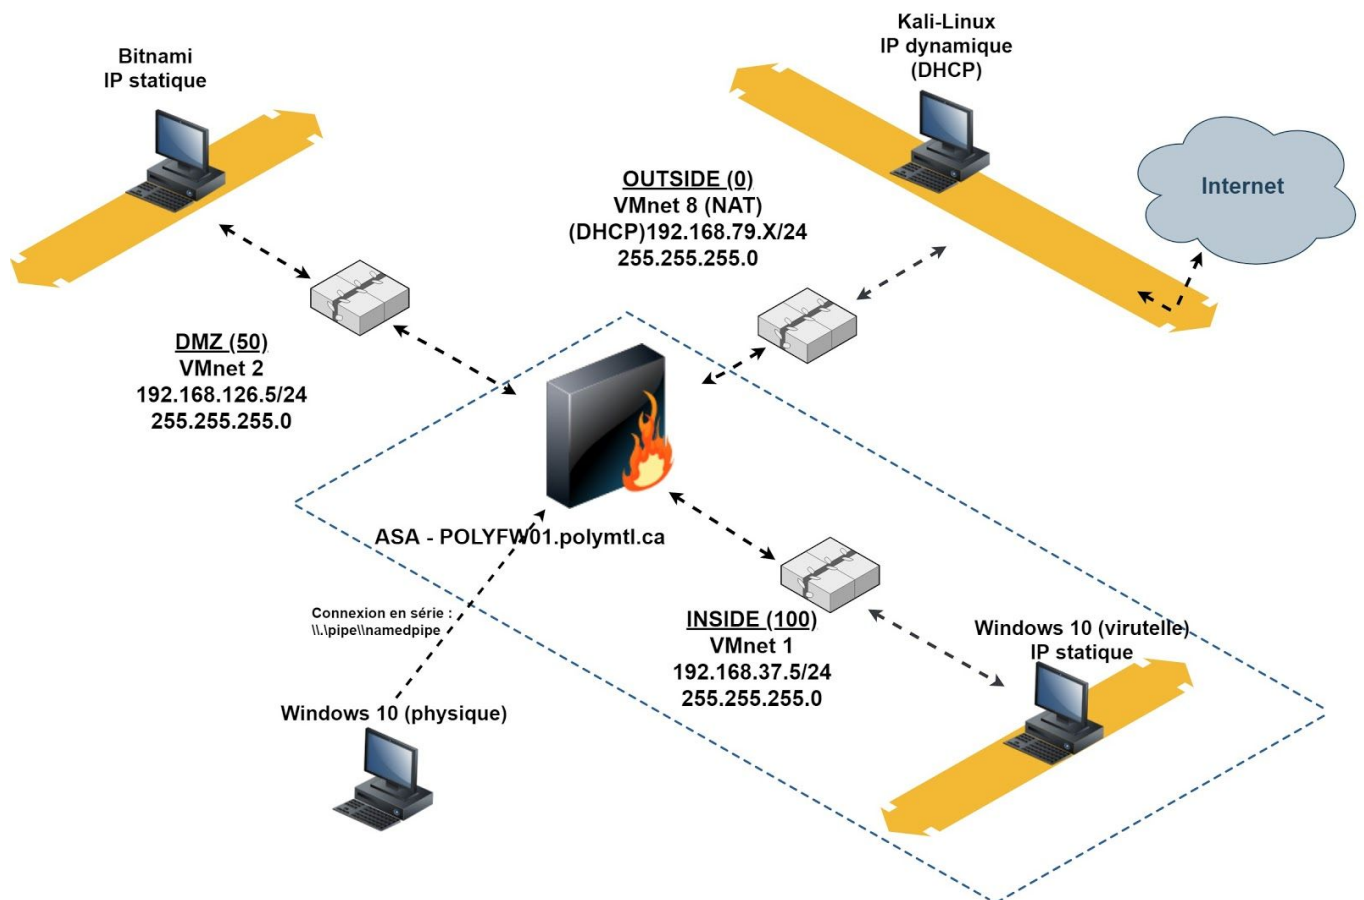 Bitnami
IP statique
Kali-Linux
IP dynamique
(DHCP)
Internet
OUTSIDE (0)
VMnet 8 (NAT)
(DHCP)192.168.79.X/24
255.255.255.0
DMZ (50)
VMnet 2
192.168.126.5/24
255.255.255.0
ASA - POLYFW01.polymtl.ca
Connexion en série :
\\.\pipe\\namedpipe
INSIDE (100)
VMnet 1
192.168.37.5/24
255.255.255.0
Windows 10 (virutelle)
IP statique
Windows 10 (physique)